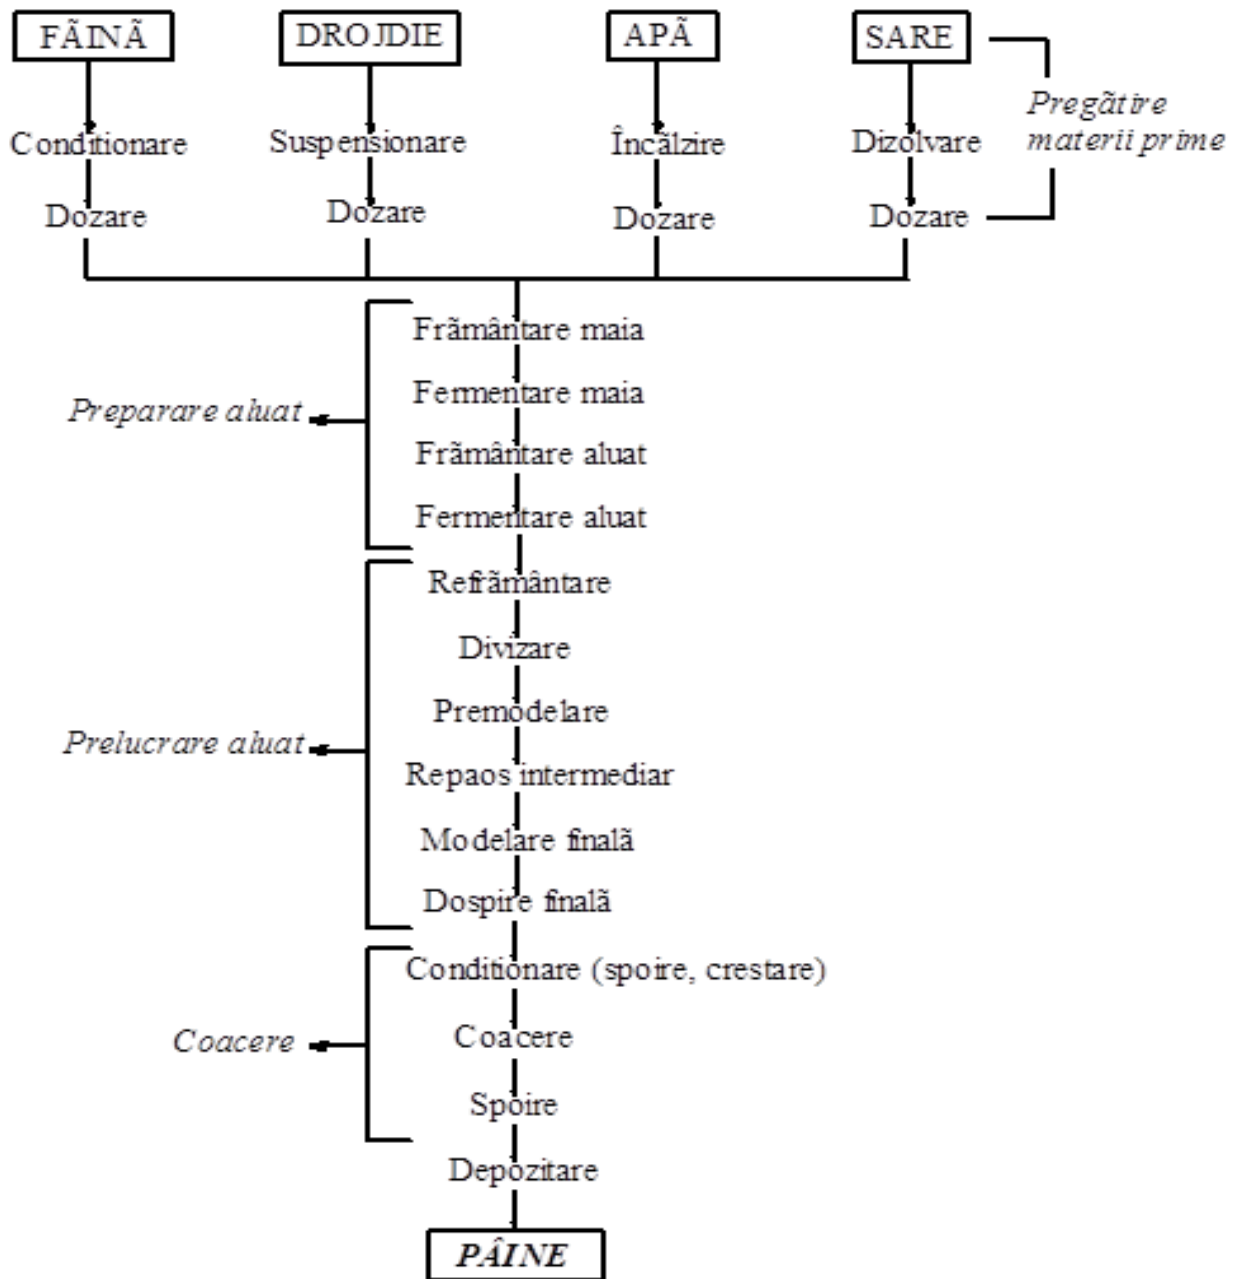 FÃINÃ
DROJDIE
APÃ
SARE
Conditionare
Suspensionare
Încãlzire
Dizolvare
Pregãtire
materii prime
Dozare
Dozare
Dozare
Dozare
Frãmântare maia
Fermentare maia
Preparare aluat
Frãmântare aluat
Fermentare aluat
Refrãmântare
Divizare
Premodelare
Prelucrare aluat
Repaos intermediar
Modelare finalã
Dospire finalã
Conditionare (spoire, crestare)
Coacere
Coacere
Spoire
Depozitare
PÂINE